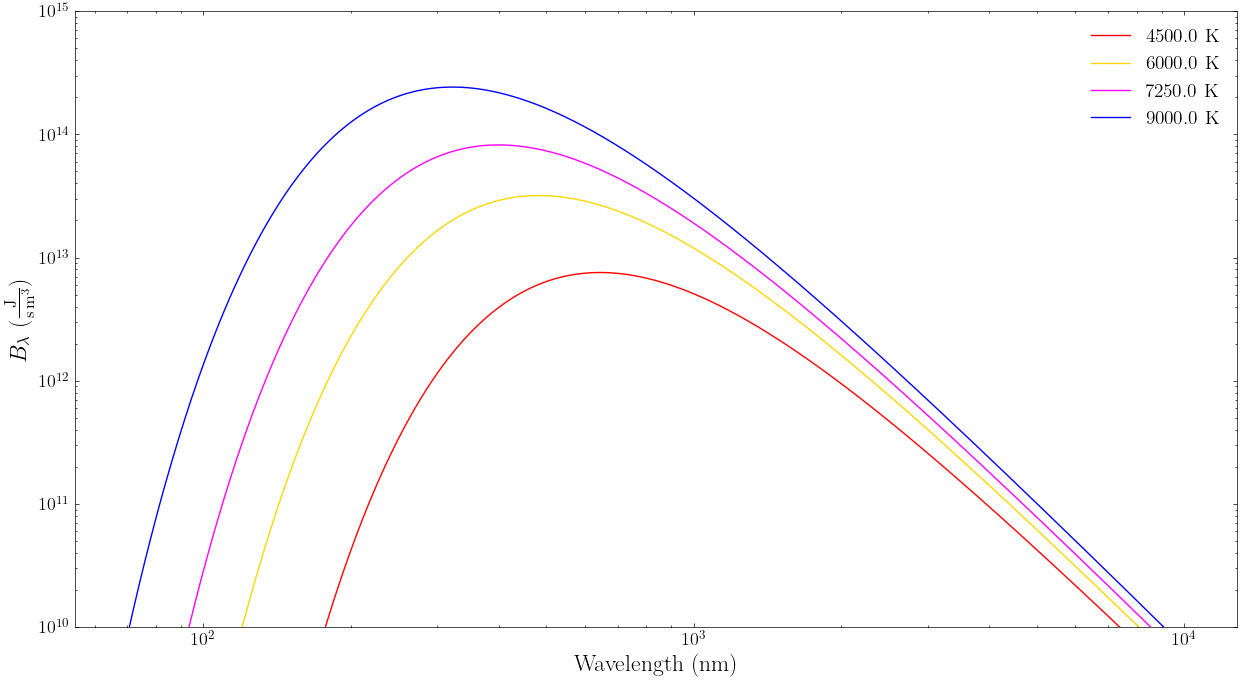 10^15
10^14
10^13
10^12
10^11
10^10
B_λ (J/(s m^3))
4500.0 K
6000.0 K
7250.0 K
9000.0 K
10^2
10^3
10^4
Wavelength (nm)